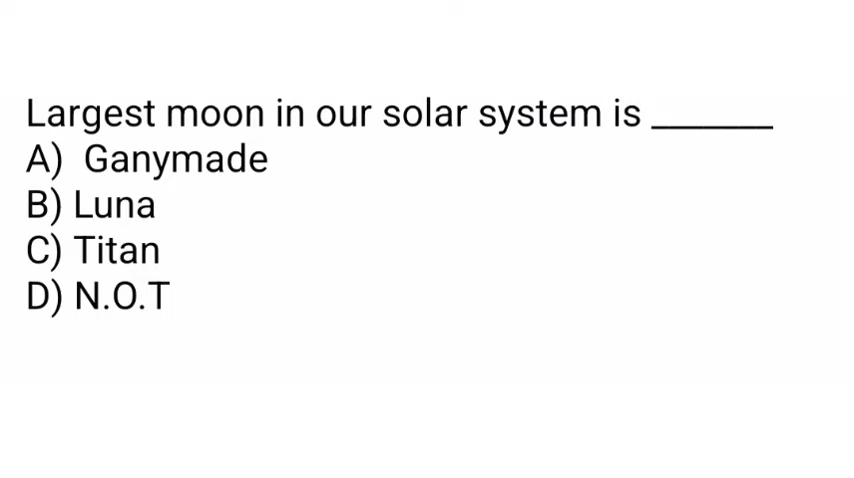 Largest moon in our solar system is ______
A) Ganymade
B) Luna
C) Titan
D) N.O.T